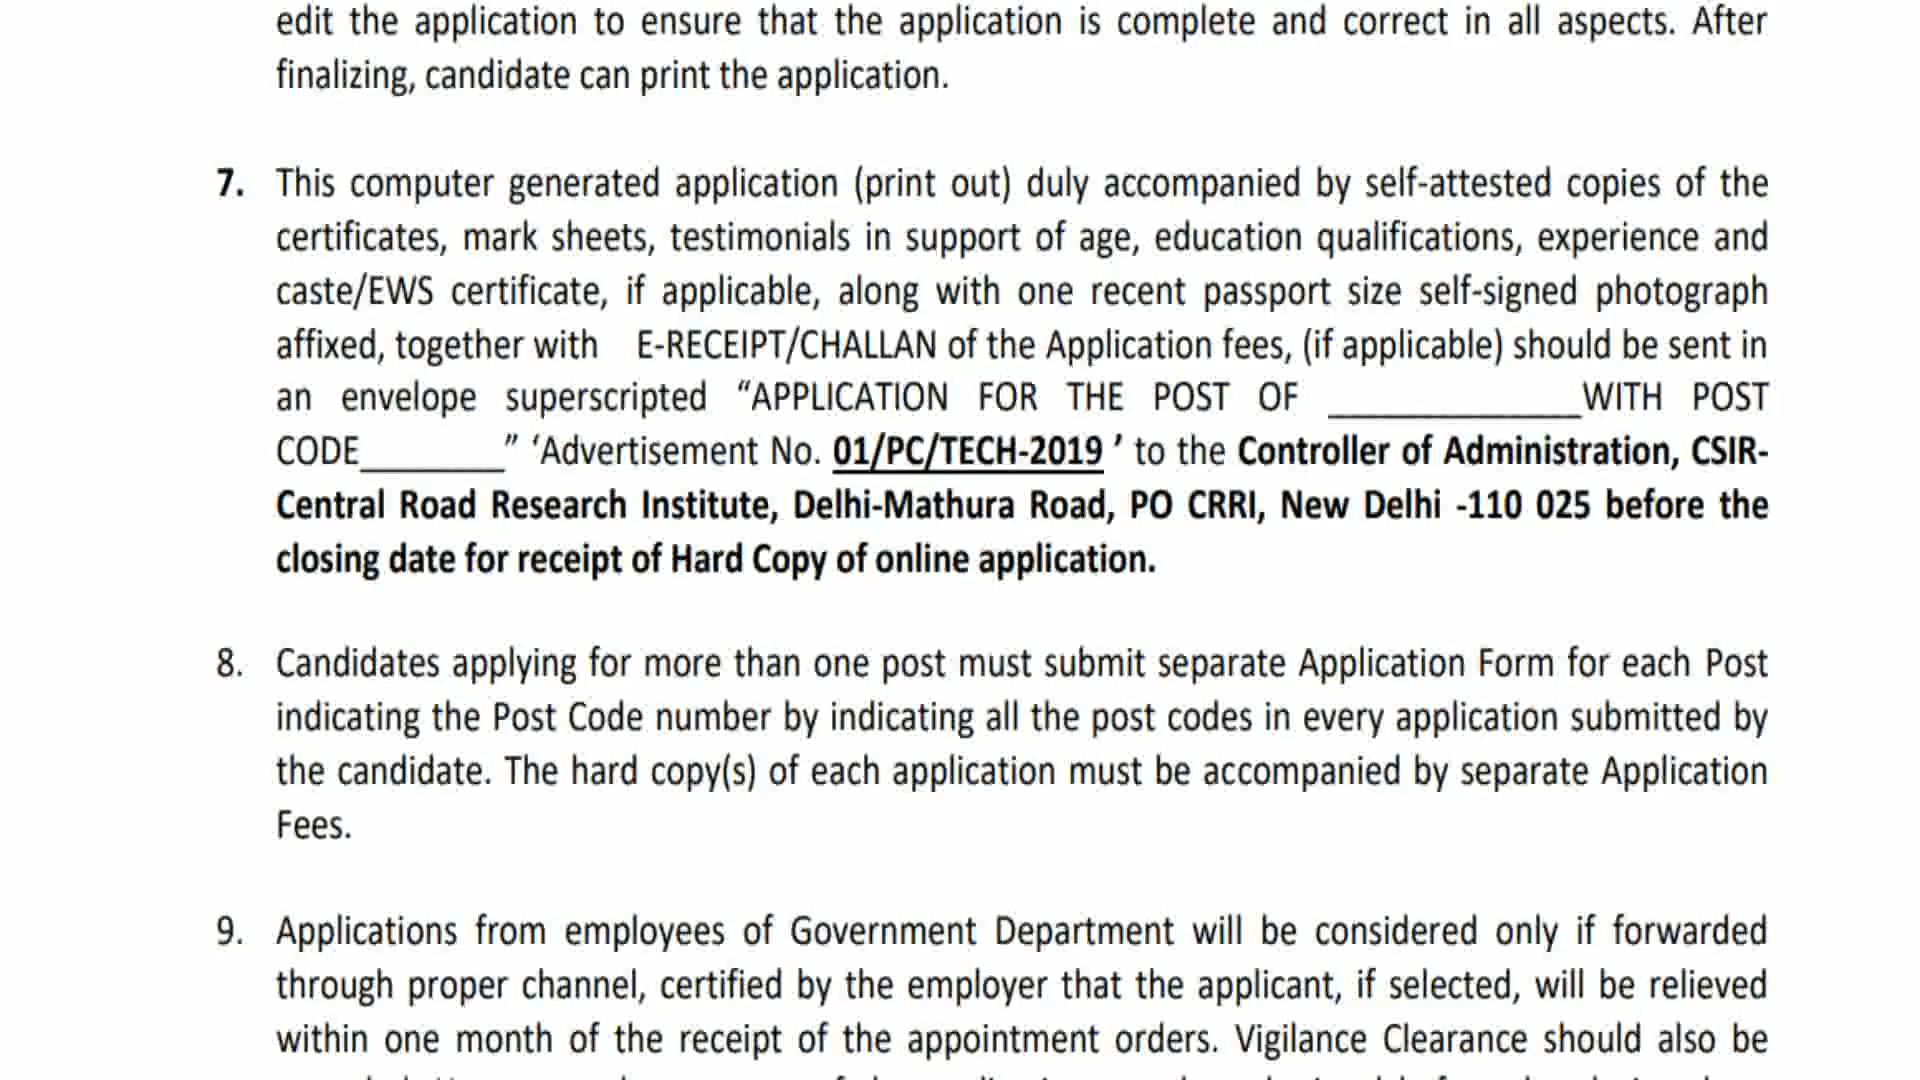 edit the application to ensure that the application is complete and correct in all aspects. After
finalizing, candidate can print the application.
7. This computer generated application (print out) duly accompanied by self-attested copies of the
certificates, mark sheets, testimonials in support of age, education qualifications, experience and
caste/EWS certificate, if applicable, along with one recent passport size self-signed photograph
affixed, together with E-RECEIPT/CHALLAN of the Application fees, (if applicable) should be sent in
an envelope superscripted “APPLICATION FOR THE POST OF ______________WITH POST
CODE________” ‘Advertisement No. 01/PC/TECH-2019 ’ to the Controller of Administration, CSIR-
Central Road Research Institute, Delhi-Mathura Road, PO CRRI, New Delhi -110 025 before the
closing date for receipt of Hard Copy of online application.
8. Candidates applying for more than one post must submit separate Application Form for each Post
indicating the Post Code number by indicating all the post codes in every application submitted by
the candidate. The hard copy(s) of each application must be accompanied by separate Application
Fees.
9. Applications from employees of Government Department will be considered only if forwarded
through proper channel, certified by the employer that the applicant, if selected, will be relieved
within one month of the receipt of the appointment orders. Vigilance Clearance should also be